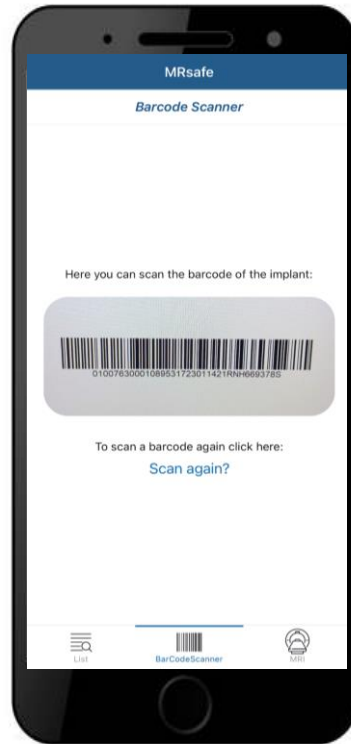 MRsafe
Barcode Scanner
Here you can scan the barcode of the implant:
01007630001089531723011421RNH669378S
To scan a barcode again click here:
Scan again?
List
BarCodeScanner
MRI